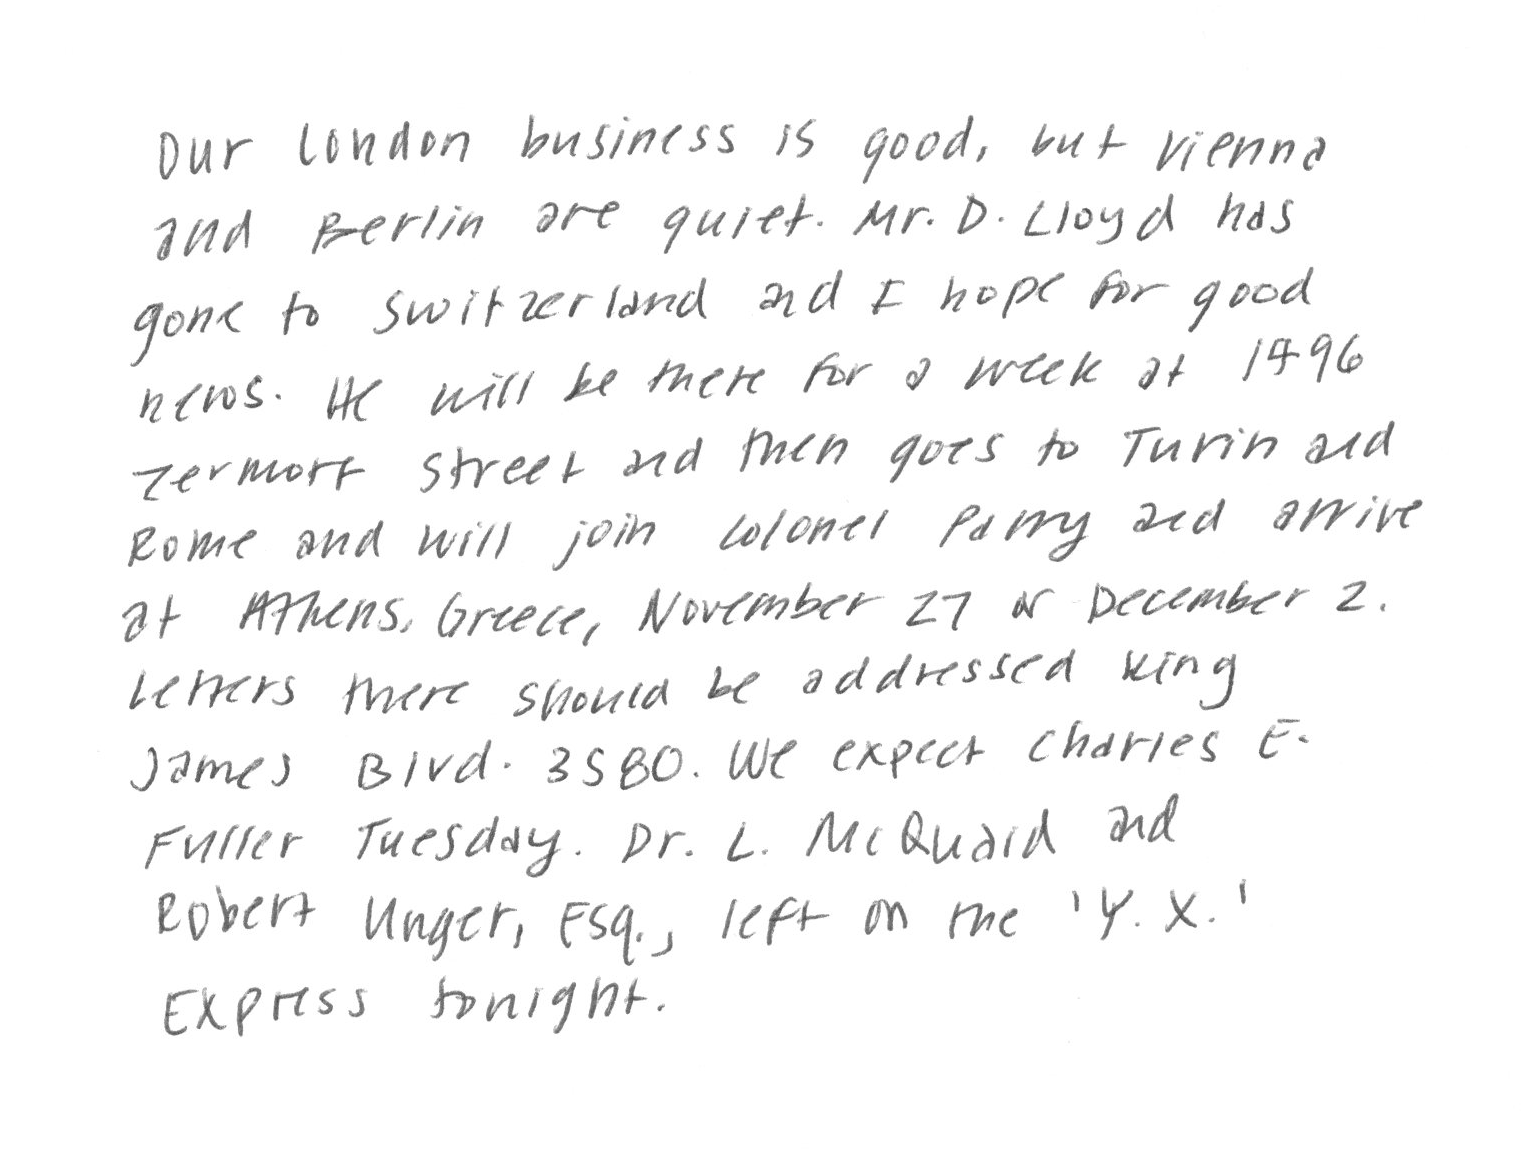 Our London business is good, but Vienna
and Berlin are quiet. Mr. D. Lloyd has
gone to Switzerland and I hope for good
news. He will be there for a week at 1496
Zermott Street and then goes to Turin and
Rome and will join Colonel Parry and arrive
at Athens, Greece, November 27 or December 2.
Letters there should be addressed King
James Blvd. 3580. We expect Charles E.
Fuller Tuesday. Dr. L. McQuaid and
Robert Unger, Esq., left on the 'Y. X.'
Express tonight.